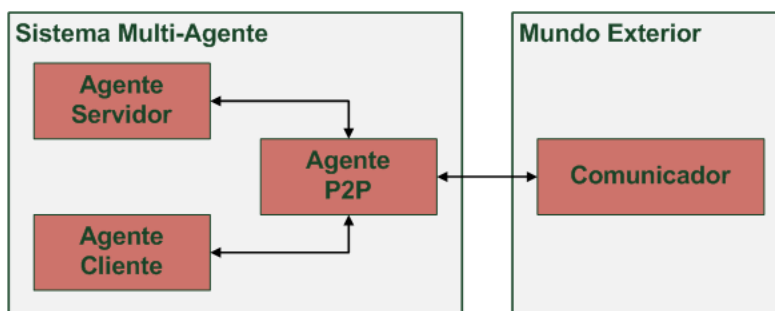 Sistema Multi-Agente
Agente
Servidor
Agente
P2P
Agente
Cliente
Mundo Exterior
Comunicador